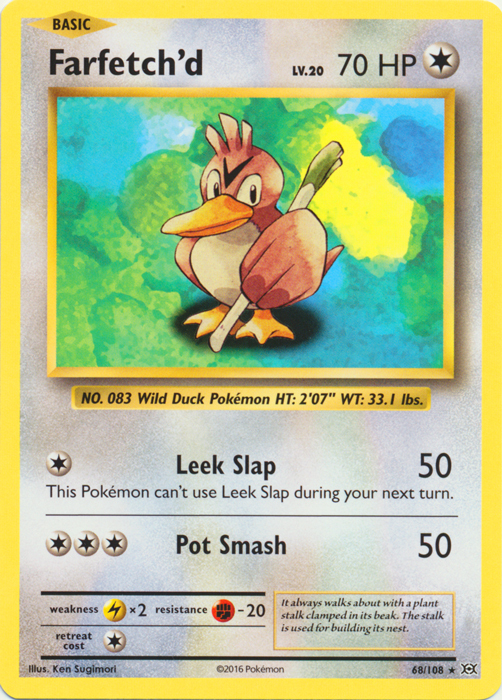 BASIC
Farfetch'd LV.20 70 HP
NO. 083 Wild Duck Pokémon HT: 2'07" WT: 33.1 lbs.
Leek Slap 50
This Pokémon can't use Leek Slap during your next turn.
Pot Smash 50
weakness ×2 resistance -20
retreat cost
It always walks about with a plant
stalk clamped in its beak. The stalk
is used for building its nest.
Illus. Ken Sugimori ©2016 Pokémon 68/108 ★